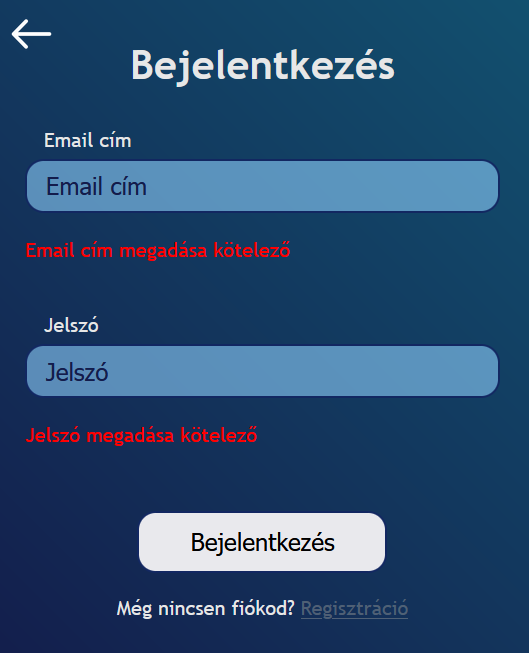 Bejelentkezés
Email cím
Email cím
Email cím megadása kötelező
Jelszó
Jelszó
Jelszó megadása kötelező
Bejelentkezés
Még nincsen fiókod? Regisztráció